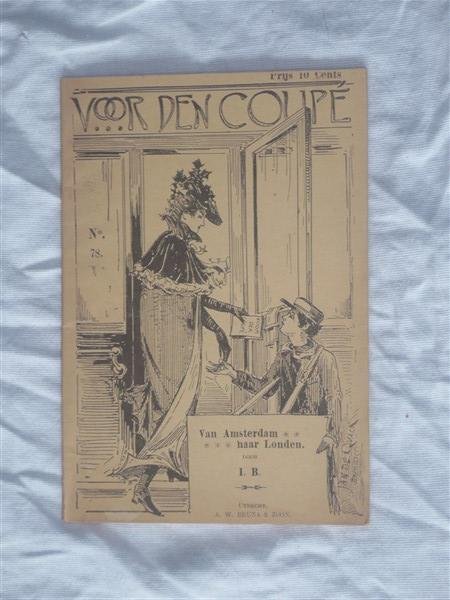 Prijs 10 Cents
VOOR DEN COUPÉ
No.
78.
Van Amsterdam
naar Londen.
DOOR
I. B.
UTRECHT,
A. W. BRUNA & ZOON.